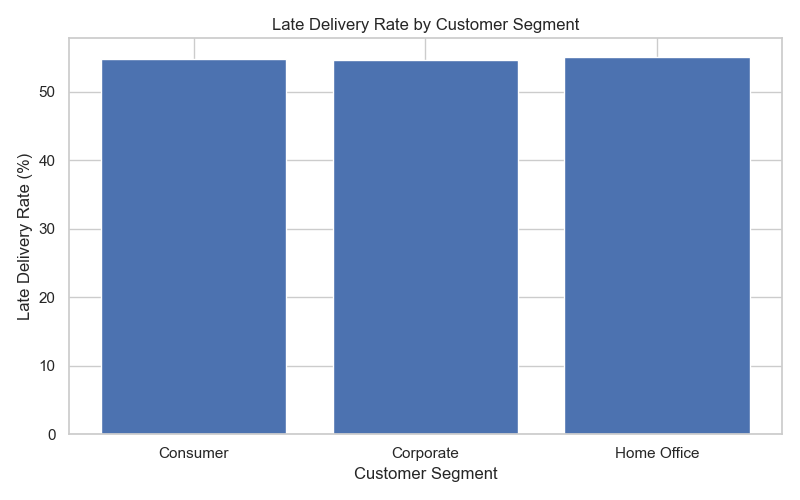 Late Delivery Rate by Customer Segment
Late Delivery Rate (%)
50
40
30
20
10
0
Consumer
Corporate
Home Office
Customer Segment